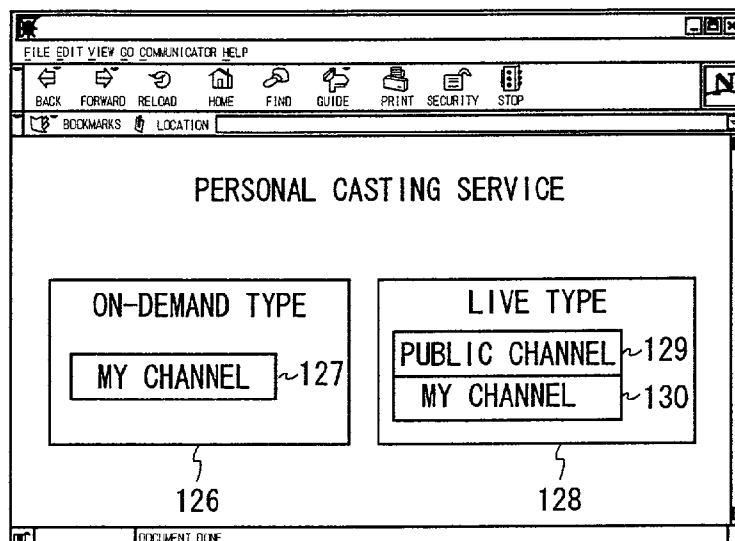 FILE EDIT VIEW GO COMMUNICATOR HELP
BACK FORWARD RELOAD HOME FIND GUIDE PRINT SECURITY STOP
N
BOOKMARKS LOCATION
PERSONAL CASTING SERVICE
ON-DEMAND TYPE
MY CHANNEL 127
LIVE TYPE
PUBLIC CHANNEL 129
MY CHANNEL 130
126
128
DOCUMENT DONE